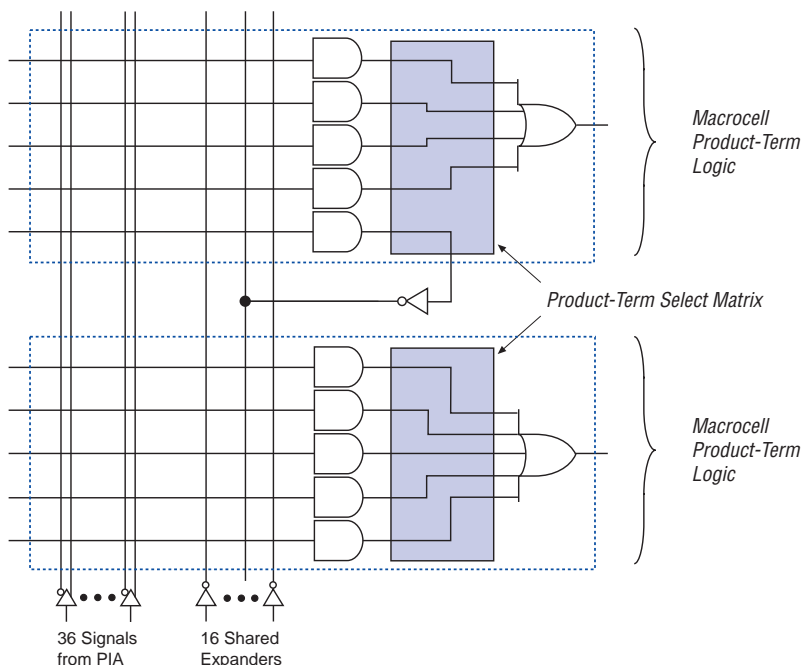 Macrocell
Product-Term
Logic
Product-Term Select Matrix
Macrocell
Product-Term
Logic
36 Signals
from PIA
16 Shared
Expanders